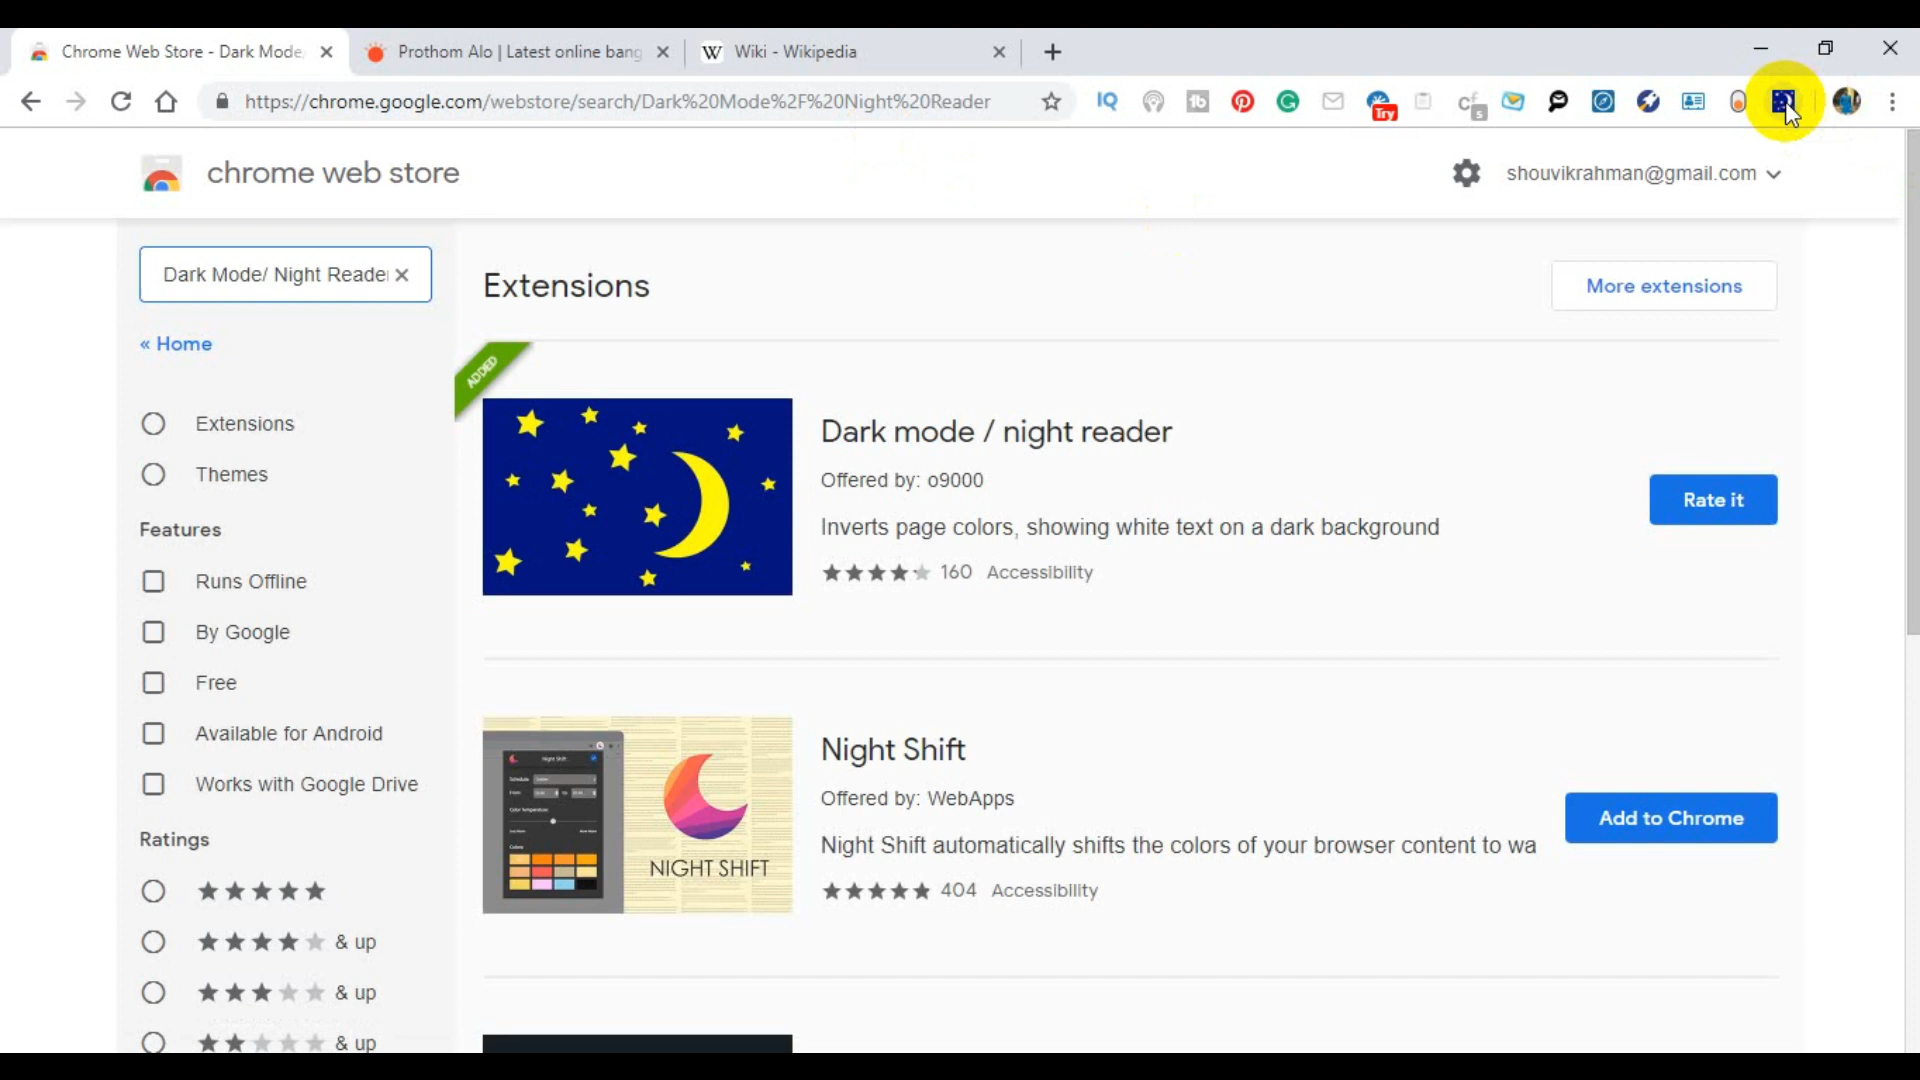 Chrome Web Store - Dark Mode
Prothom Alo | Latest online bang
W Wiki - Wikipedia
https://chrome.google.com/webstore/search/Dark%20Mode%2F%20Night%20Reader
IQ
Try
cf s
chrome web store
shouvikrahman@gmail.com
Dark Mode/ Night Reade
« Home
Extensions
Themes
Features
Runs Offline
By Google
Free
Available for Android
Works with Google Drive
Ratings
& up
& up
& up
Extensions
More extensions
ADDED
Dark mode / night reader
Offered by: o9000
Inverts page colors, showing white text on a dark background
160 Accessibility
Rate it
Night Shift
NIGHT SHIFT
Night Shift
Offered by: WebApps
Night Shift automatically shifts the colors of your browser content to wa
404 Accessibility
Add to Chrome